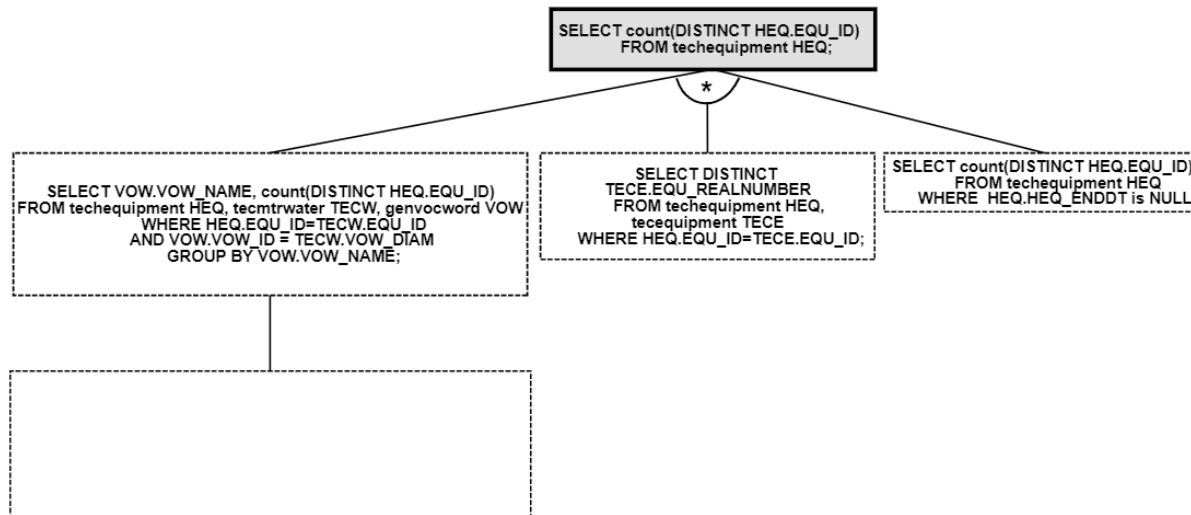 SELECT count(DISTINCT HEQ.EQU_ID)
FROM techequipment HEQ;
*
SELECT VOW.VOW_NAME, count(DISTINCT HEQ.EQU_ID)
FROM techequipment HEQ, tecmtrwater TECW, genvocword VOW
WHERE HEQ.EQU_ID=TECW.EQU_ID
AND VOW.VOW_ID = TECW.VOW_DIAM
GROUP BY VOW.VOW_NAME;
SELECT DISTINCT
TECE.EQU_REALNUMBER
FROM techequipment HEQ,
tecequipment TECE
WHERE HEQ.EQU_ID=TECE.EQU_ID;
SELECT count(DISTINCT HEQ.EQU_ID)
FROM techequipment HEQ
WHERE HEQ.HEQ_ENDDT is NULL